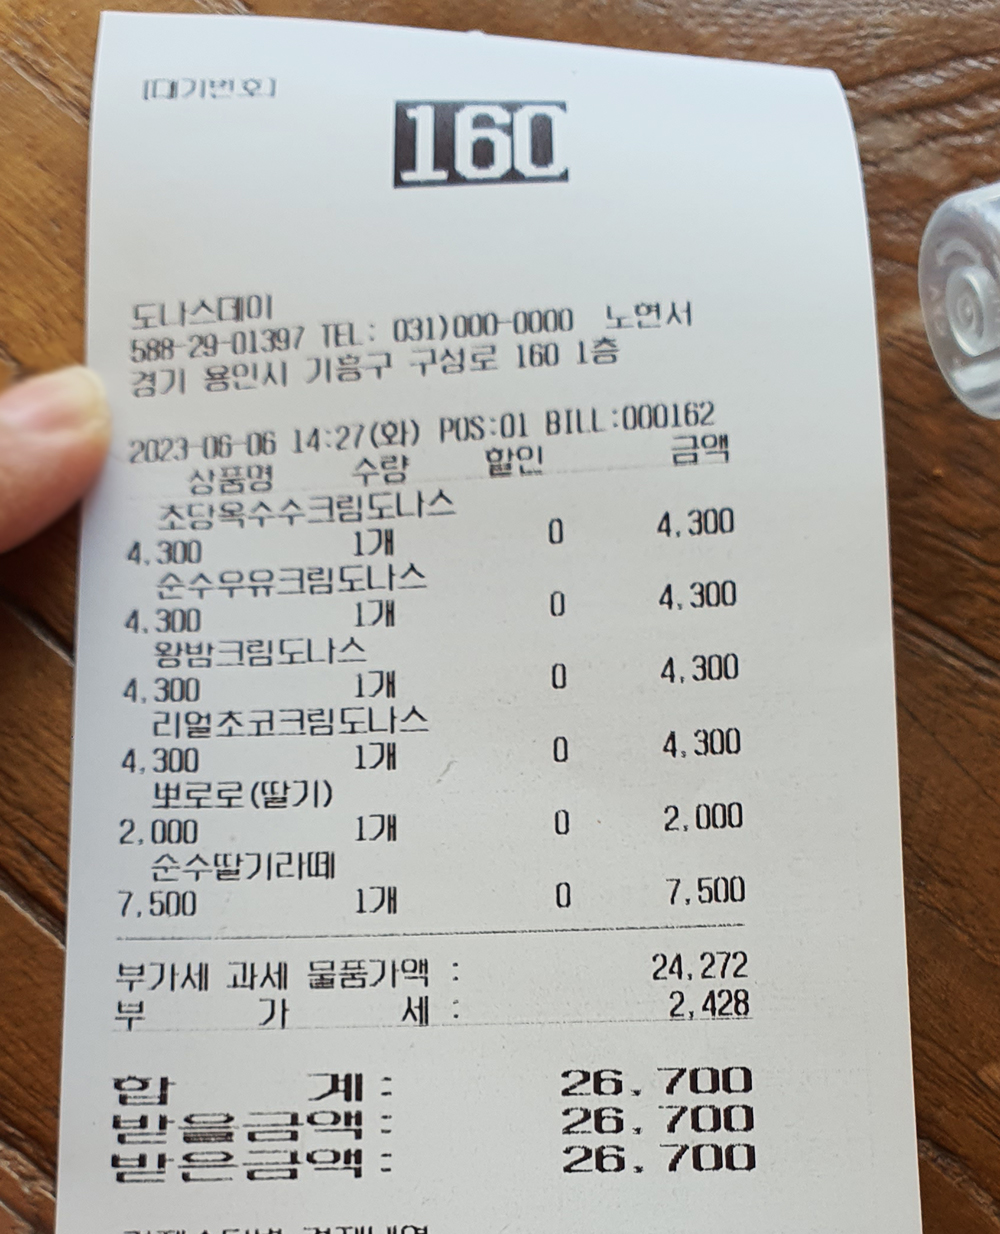 [대기번호]
160
도나스데이
588-29-01397 TEL: 031)000-0000 노연서
경기 용인시 기흥구 구성로 160 1층
2023-06-06 14:27(화) POS:01 BILL:000162
상품명 수량 할인 금액
초당옥수수크림도나스
4,300 1개 0 4,300
순수우유크림도나스
4,300 1개 0 4,300
왕밤크림도나스
4,300 1개 0 4,300
리얼초코크림도나스
4,300 1개 0 4,300
뽀로로(딸기)
2,000 1개 0 2,000
순수딸기라떼
7,500 1개 0 7,500
부가세 과세 물품가액 : 24,272
부 가 세 : 2,428
합 계 : 26,700
받을금액 : 26,700
받은금액 : 26,700